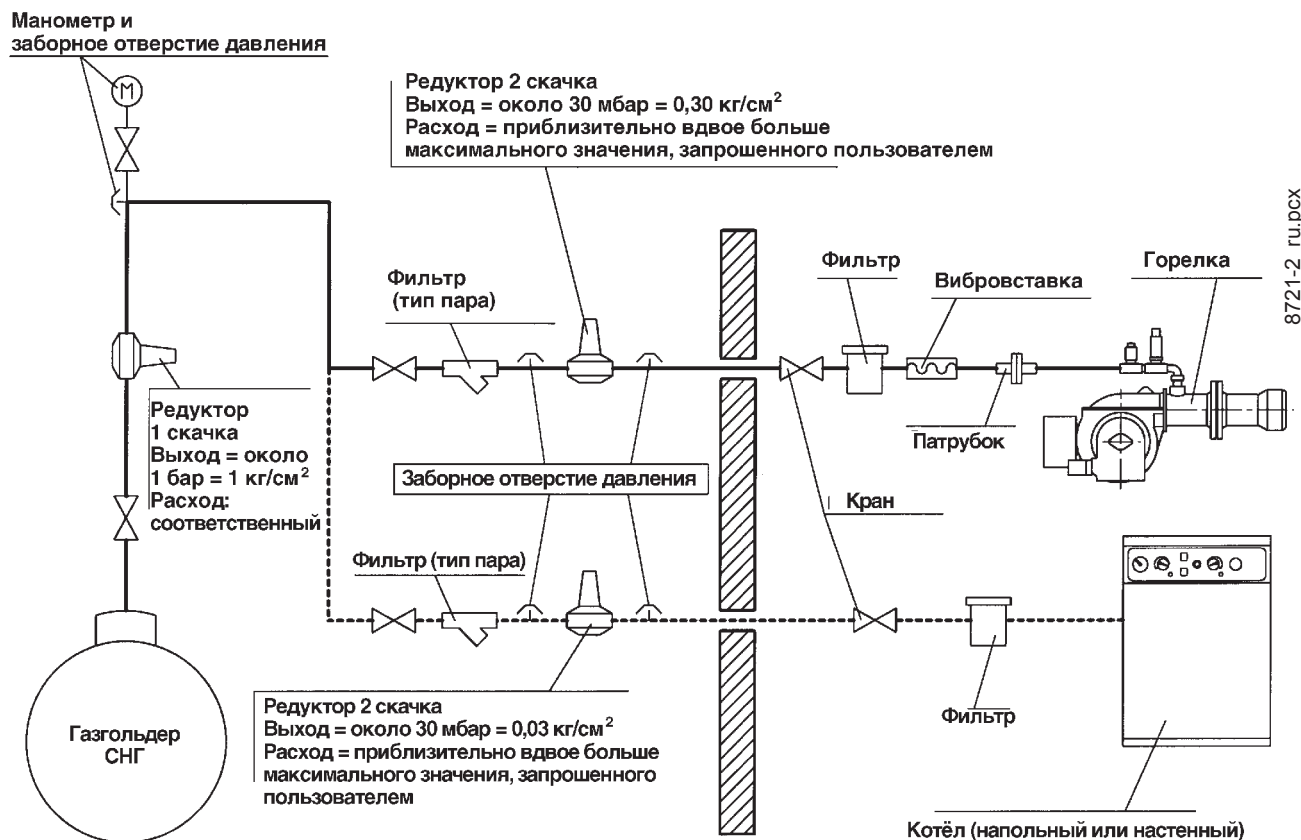 Манометр и
заборное отверстие давления
М
Редуктор 2 скачка
Выход = около 30 мбар = 0,30 кг/см²
Расход = приблизительно вдвое больше
максимального значения, запрошенного пользователем
8721-2 ru.pcx
Фильтр
(тип пара)
Фильтр
Вибровставка
Горелка
Редуктор
1 скачка
Выход = около
1 бар = 1 кг/см²
Расход:
соответственный
Патрубок
Заборное отверстие давления
Кран
Фильтр (тип пара)
Газгольдер
СНГ
Редуктор 2 скачка
Выход = около 30 мбар = 0,03 кг/см²
Расход = приблизительно вдвое больше
максимального значения, запрошенного
пользователем
Фильтр
Котёл (напольный или настенный)